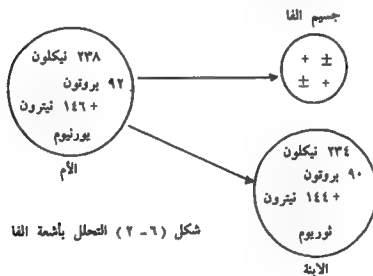 جسيم الفا
+ ±
± +
٢٣٨ نيكلون
٩٢ بروتون
+ ١٤٦ نيترون
يورنيوم
الأم
٢٣٤ نيكلون
٩٠ بروتون
+ ١٤٤ نيترون
ثوريوم
الابنة
شكل (٦ - ٢) التحلل بأشعة الفا